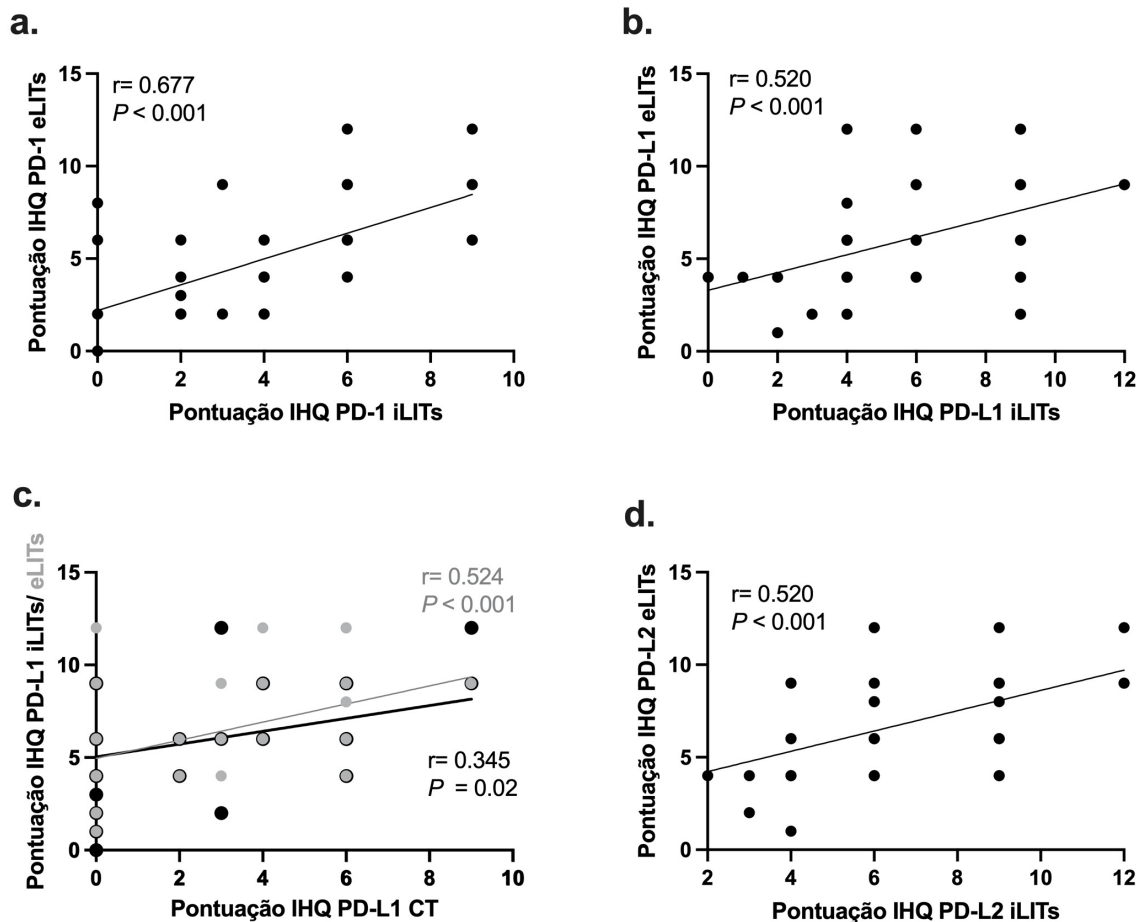 a.
Pontuação IHQ PD-1 eLITs
r= 0.677
P < 0.001
15
10
5
0
0 2 4 6 8 10
Pontuação IHQ PD-1 iLITs
b.
Pontuação IHQ PD-L1 eLITs
r= 0.520
P < 0.001
15
10
5
0
0 2 4 6 8 10 12
Pontuação IHQ PD-L1 iLITs
c.
Pontuação IHQ PD-L1 iLITs/ eLITs
r= 0.524
P < 0.001
15
10
5
0
r= 0.345
P = 0.02
0 2 4 6 8 10
Pontuação IHQ PD-L1 CT
d.
Pontuação IHQ PD-L2 eLITs
r= 0.520
P < 0.001
15
10
5
0
2 4 6 8 10 12
Pontuação IHQ PD-L2 iLITs